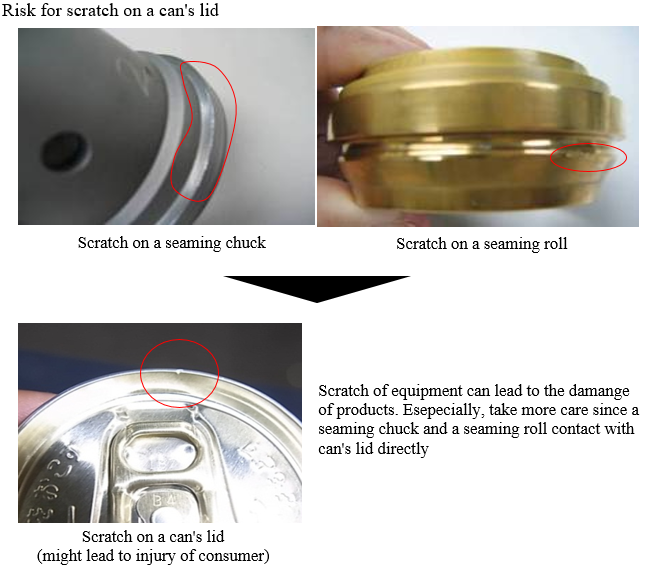 Risk for scratch on a can's lid
Scratch on a seaming chuck
Scratch on a seaming roll
Scratch of equipment can lead to the damange
of products. Esepecially, take more care since a
seaming chuck and a seaming roll contact with
can's lid directly
Scratch on a can's lid
(might lead to injury of consumer)